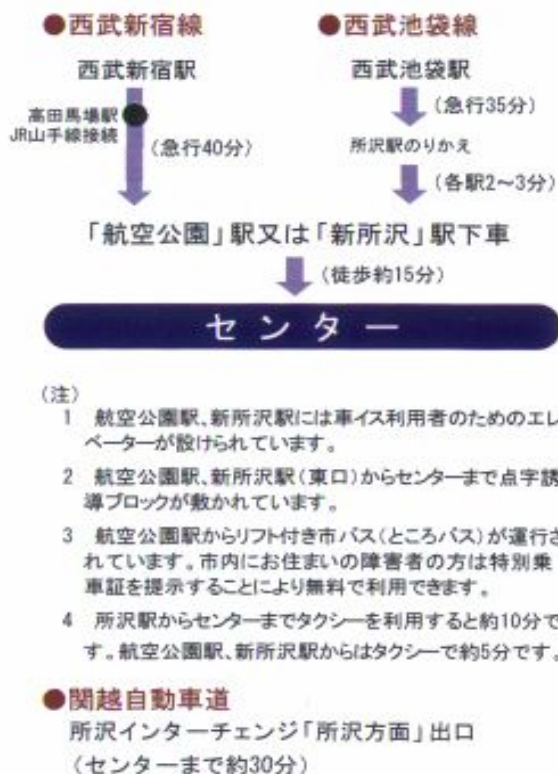 ●西武新宿線
●西武池袋線
西武新宿駅
西武池袋駅
高田馬場駅
JR山手線接続
(急行40分)
(急行35分)
所沢駅のりかえ
(各駅2～3分)
「航空公園」駅又は「新所沢」駅下車
(徒歩約15分)
センター
(注)
1 航空公園駅、新所沢駅には車イス利用者のためのエレ
ベーターが設けられています。
2 航空公園駅、新所沢駅(東口)からセンターまで点字誘
導ブロックが敷かれています。
3 航空公園駅からリフト付き市バス(ところバス)が運行さ
れています。市内にお住まいの障害者の方は特別乗
車証を提示することにより無料で利用できます。
4 所沢駅からセンターまでタクシーを利用すると約10分で
す。航空公園駅、新所沢駅からはタクシーで約5分です。
●関越自動車道
所沢インターチェンジ「所沢方面」出口
(センターまで約30分)